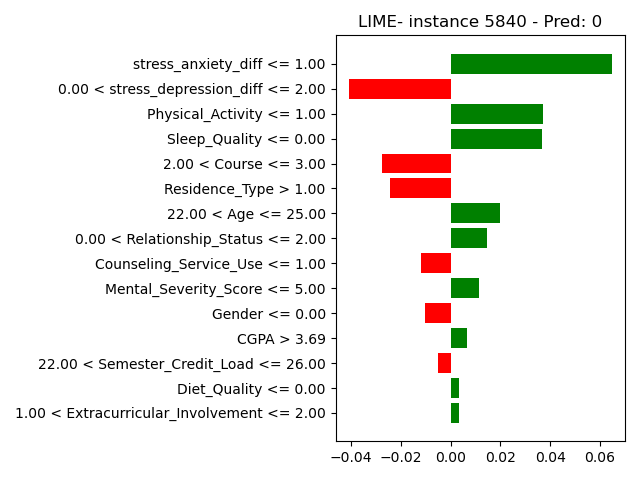 LIME- instance 5840 - Pred: 0
stress_anxiety_diff <= 1.00
0.00 < stress_depression_diff <= 2.00
Physical_Activity <= 1.00
Sleep_Quality <= 0.00
2.00 < Course <= 3.00
Residence_Type > 1.00
22.00 < Age <= 25.00
0.00 < Relationship_Status <= 2.00
Counseling_Service_Use <= 1.00
Mental_Severity_Score <= 5.00
Gender <= 0.00
CGPA > 3.69
22.00 < Semester_Credit_Load <= 26.00
Diet_Quality <= 0.00
1.00 < Extracurricular_Involvement <= 2.00
−0.04 −0.02 0.00 0.02 0.04 0.06